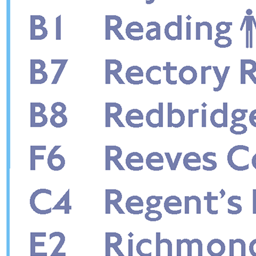 B1 Reading
B7 Rectory R
B8 Redbridge
F6 Reeves Co
C4 Regent's
E2 Richmond